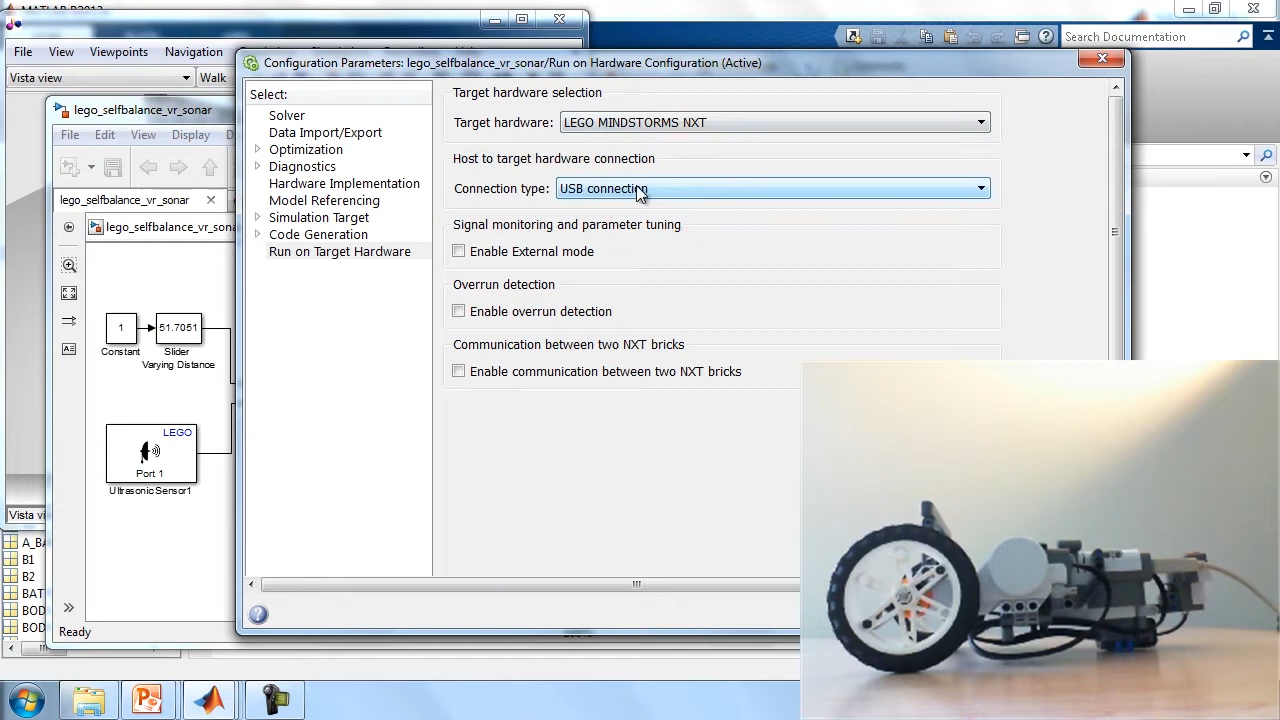 File View Viewpoints Navigation
Search Documentation
Vista view Walk
Configuration Parameters: lego_selfbalance_vr_sonar/Run on Hardware Configuration (Active)
Select:
Solver
Data Import/Export
Optimization
Diagnostics
Hardware Implementation
Model Referencing
Simulation Target
Code Generation
Run on Target Hardware
Target hardware selection
Target hardware: LEGO MINDSTORMS NXT
Host to target hardware connection
Connection type: USB connection
Signal monitoring and parameter tuning
Enable External mode
Overrun detection
Enable overrun detection
Communication between two NXT bricks
Enable communication between two NXT bricks
lego_selfbalance_vr_sonar
File Edit View Display
lego_selfbalance_vr_sonar
lego_selfbalance_vr_sona
1
Constant
51.7051
Slider
Varying Distance
LEGO
Port 1
UltrasonicSensor1
Ready
Vista vi
A_BA
B1
B2
BAT
BOD
BOD